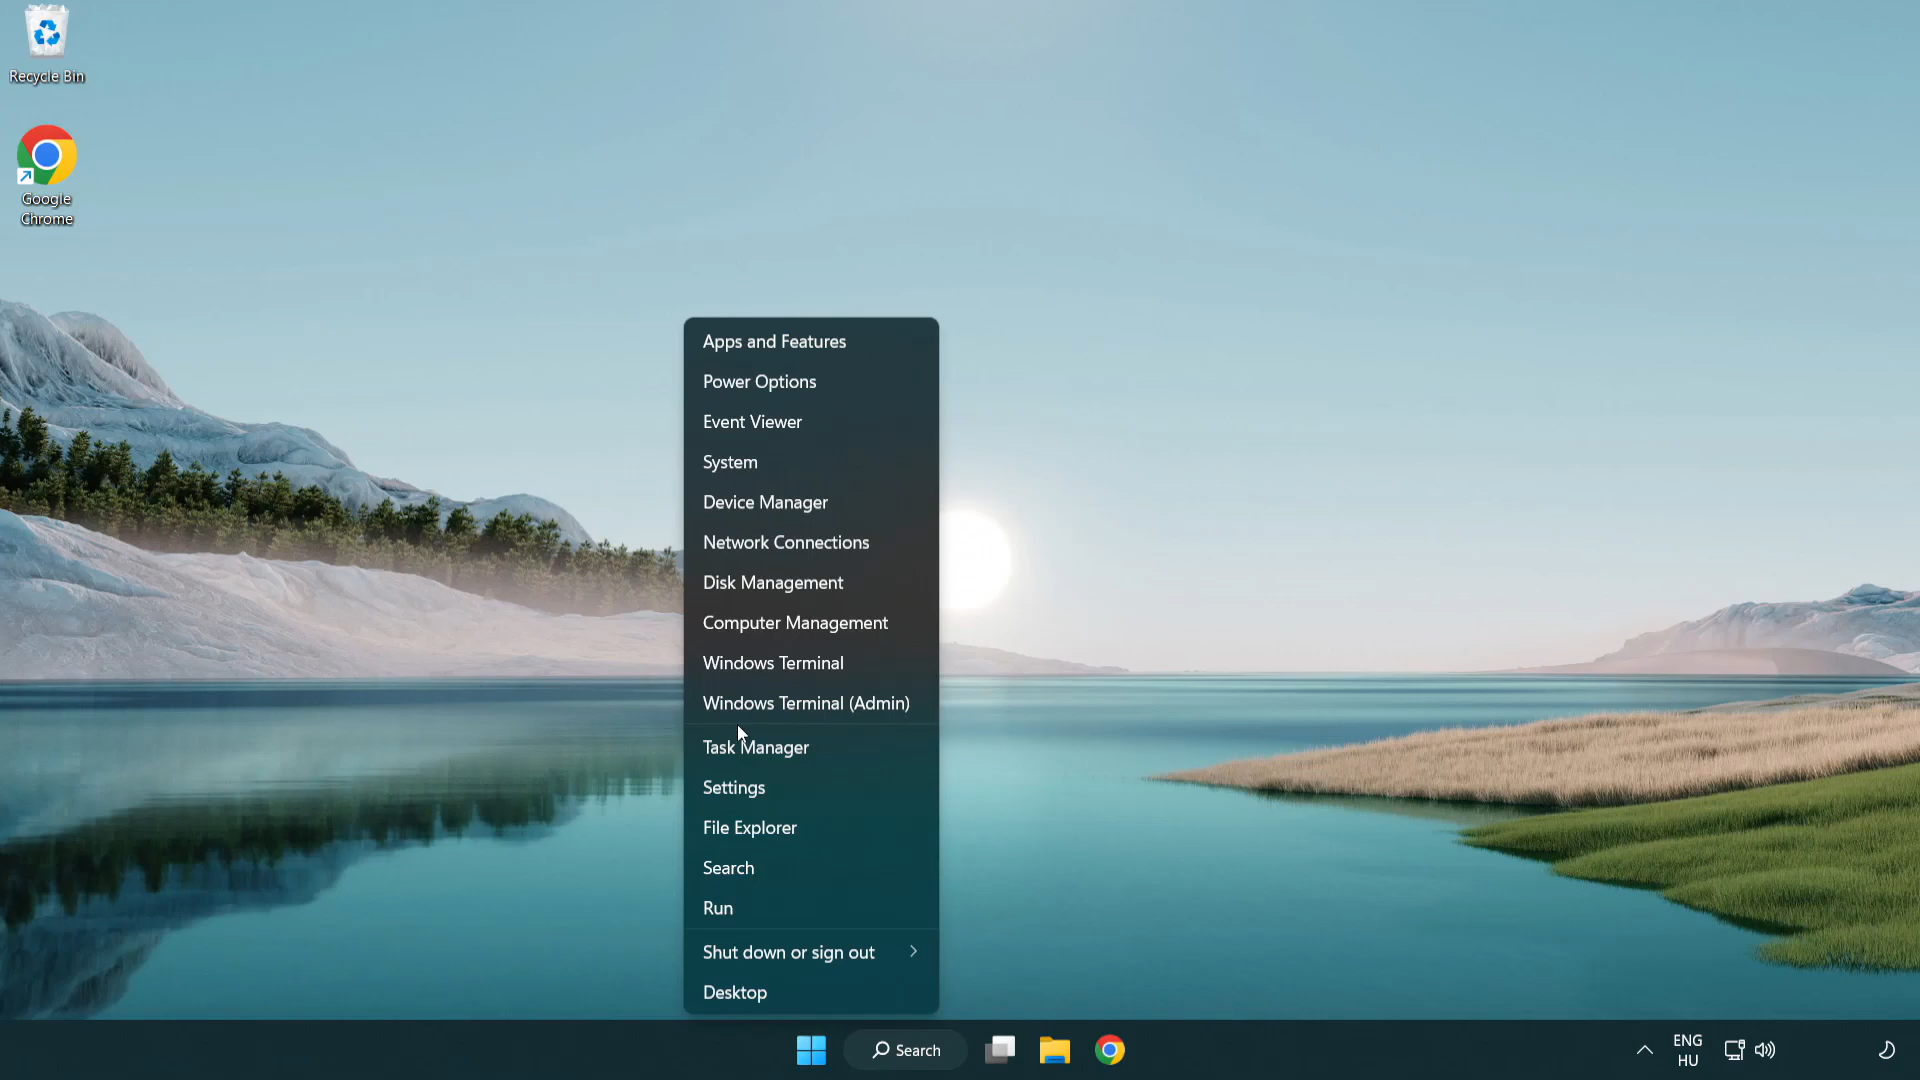 Recycle Bin
Google
Chrome
Apps and Features
Power Options
Event Viewer
System
Device Manager
Network Connections
Disk Management
Computer Management
Windows Terminal
Windows Terminal (Admin)
Task Manager
Settings
File Explorer
Search
Run
Shut down or sign out
Desktop
Search
ENG
HU